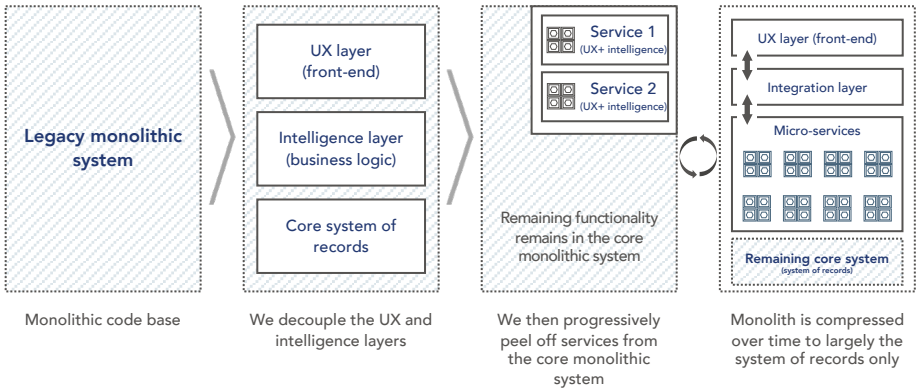 Legacy monolithic
system
Monolithic code base
UX layer
(front-end)
Intelligence layer
(business logic)
Core system of
records
We decouple the UX and
intelligence layers
Service 1
(UX+ intelligence)
Service 2
(UX+ intelligence)
Remaining functionality
remains in the core
monolithic system
We then progressively
peel off services from
the core monolithic
system
UX layer (front-end)
Integration layer
Micro-services
Remaining core system
(system of records)
Monolith is compressed
over time to largely the
system of records only